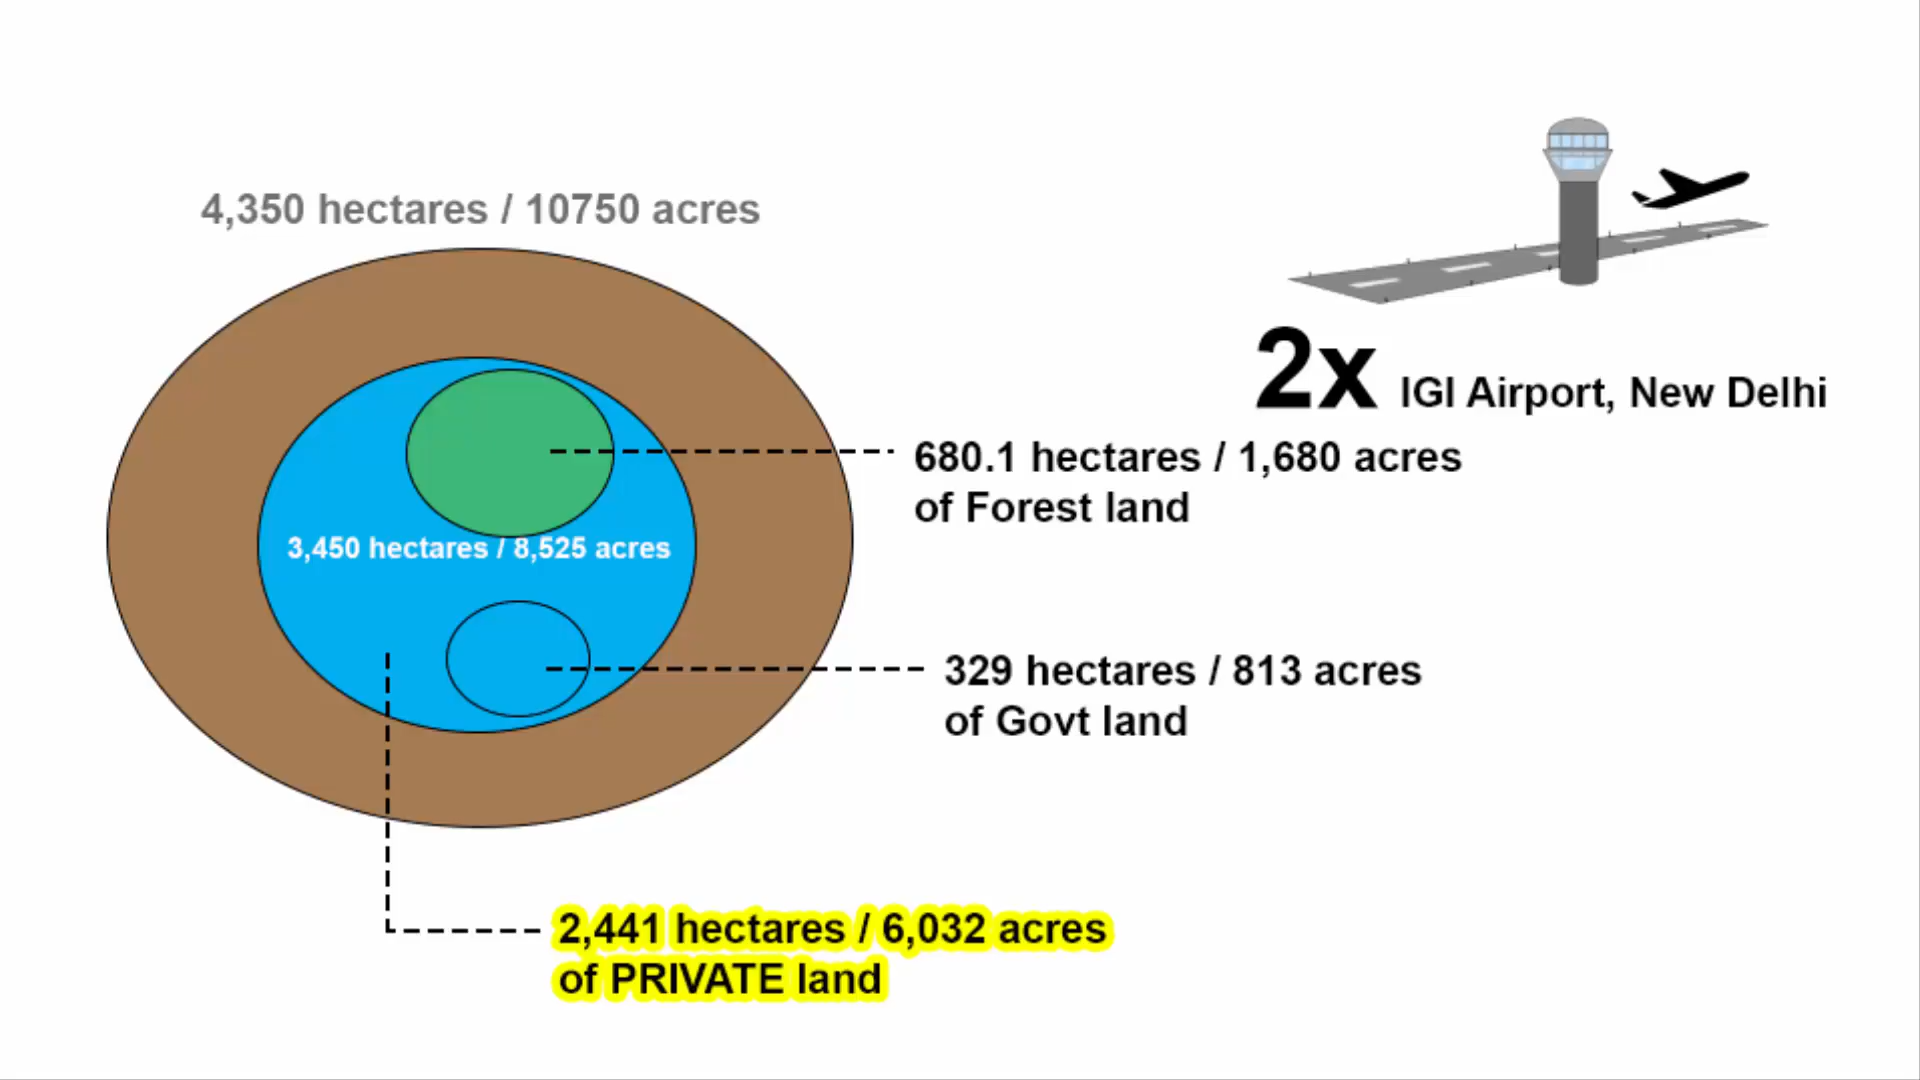 4,350 hectares / 10750 acres
2x IGI Airport, New Delhi
680.1 hectares / 1,680 acres
of Forest land
3,450 hectares / 8,525 acres
329 hectares / 813 acres
of Govt land
2,441 hectares / 6,032 acres
of PRIVATE land